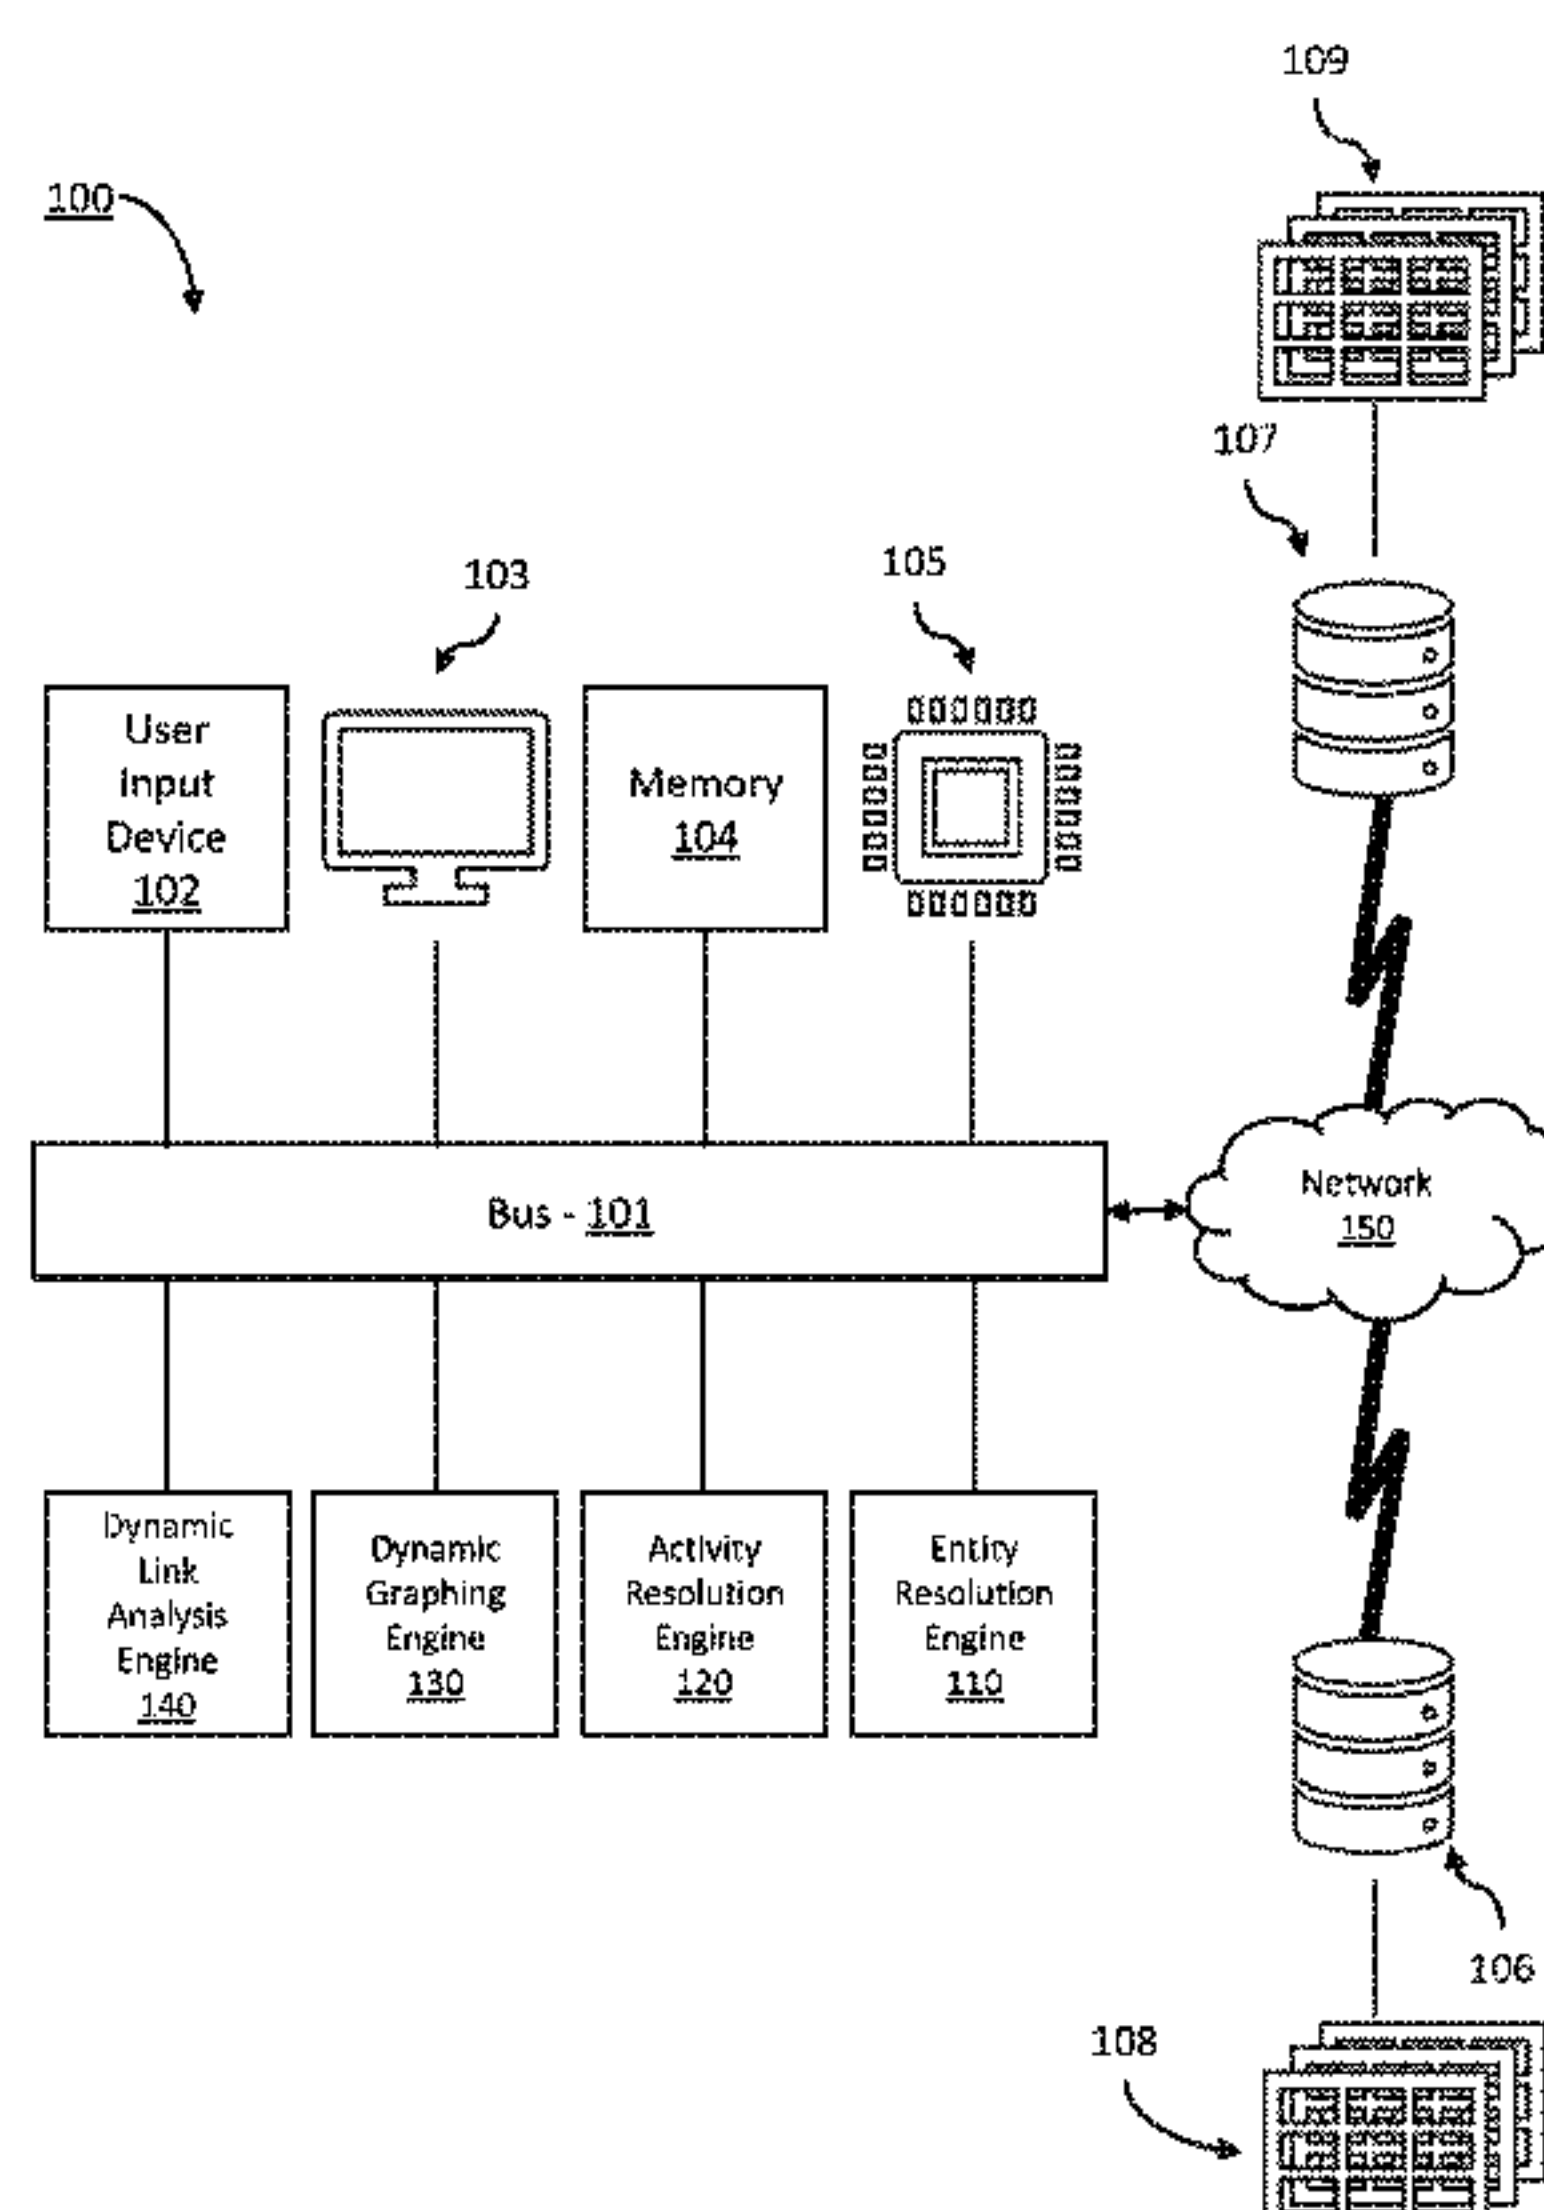 109
100
107
103
105
User
Input
Device
102
Memory
104
Bus - 101
Network
150
Dynamic
Link
Analysis
Engine
140
Dynamic
Graphing
Engine
130
Activity
Resolution
Engine
120
Entity
Resolution
Engine
110
106
108